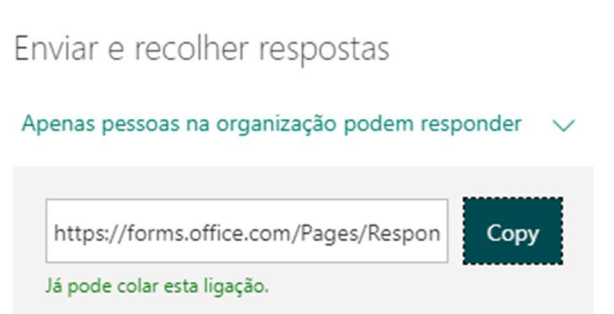 Enviar e recolher respostas
Apenas pessoas na organização podem responder
https://forms.office.com/Pages/Respon
Copy
Já pode colar esta ligação.